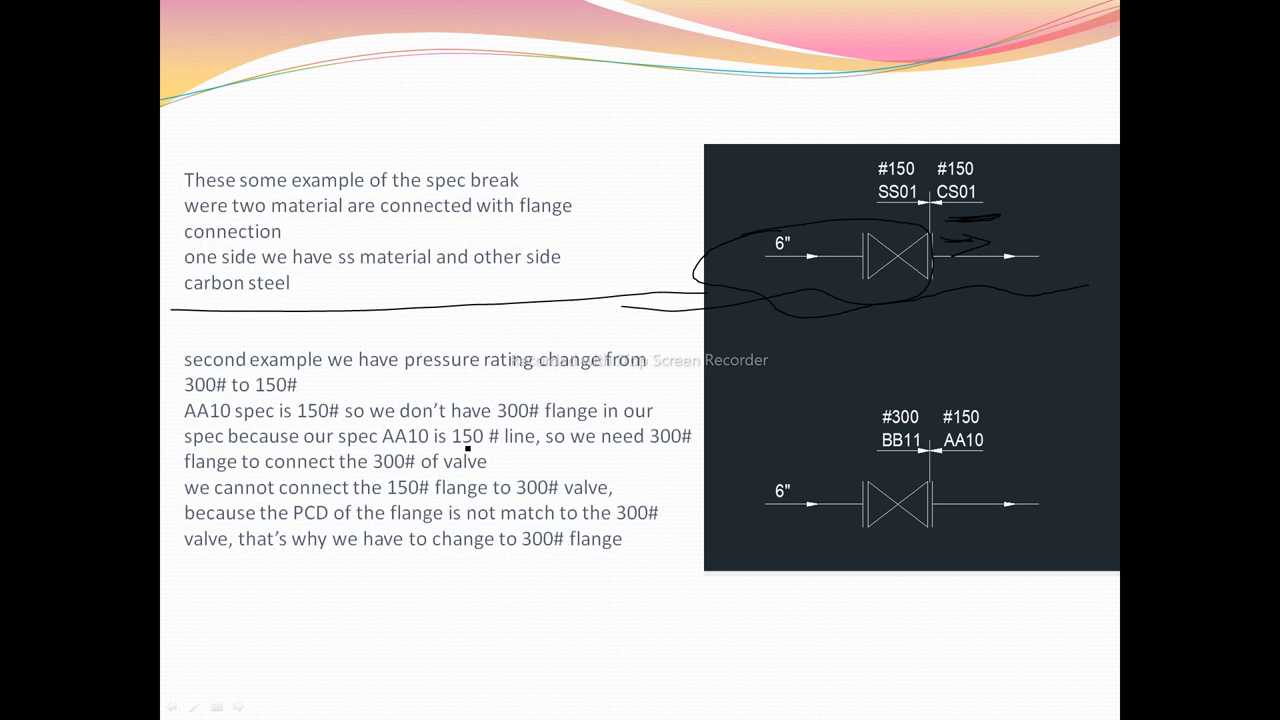 These some example of the spec break
were two material are connected with flange
connection
one side we have ss material and other side
carbon steel
second example we have pressure rating change from
300# to 150#
AA10 spec is 150# so we don’t have 300# flange in our
spec because our spec AA10 is 150 # line, so we need 300#
flange to connect the 300# of valve
we cannot connect the 150# flange to 300# valve,
because the PCD of the flange is not match to the 300#
valve, that’s why we have to change to 300# flange
#150 #150
SS01 CS01
6"
#300 #150
BB11 AA10
6"
Screen Recorder